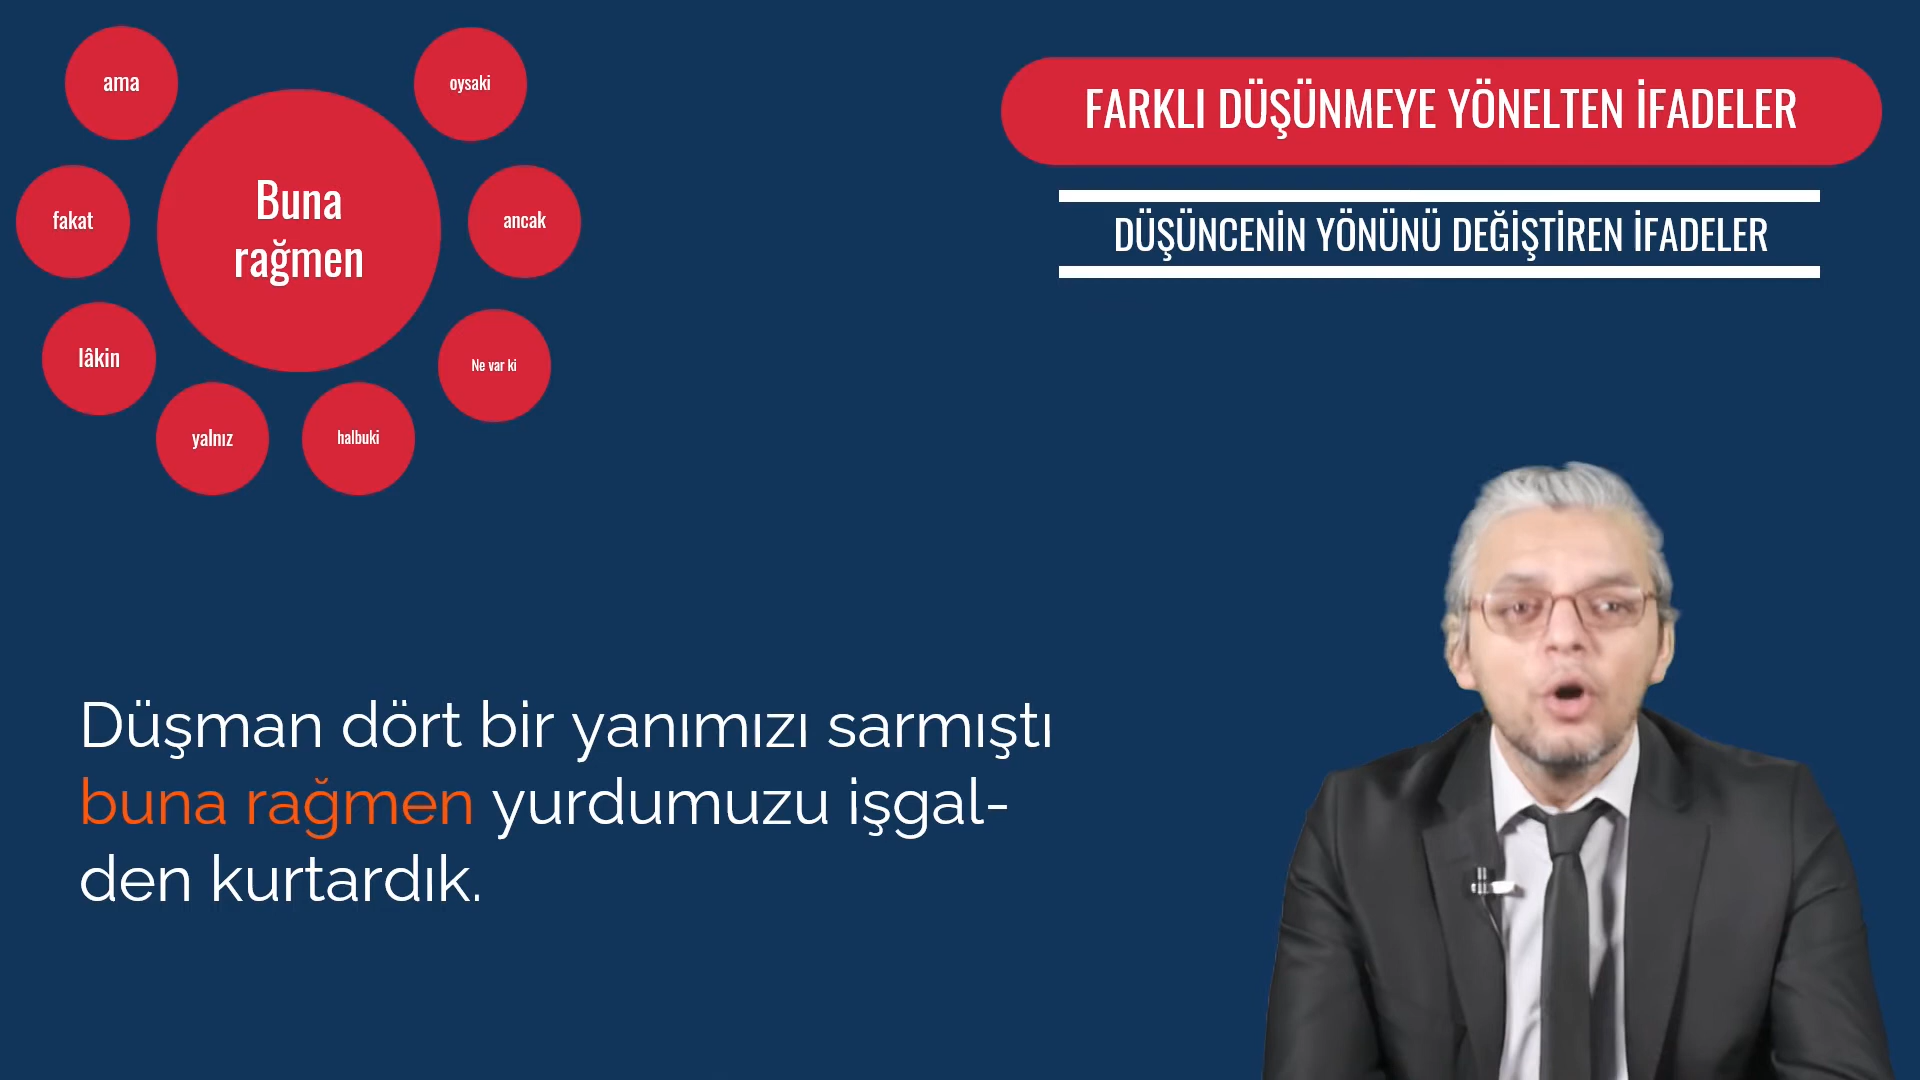 ama
oysaki
fakat
Buna
rağmen
ancak
lâkin
Ne var ki
yalnız
halbuki
FARKLI DÜŞÜNMEYE YÖNELTEN İFADELER
DÜŞÜNCENİN YÖNÜNÜ DEĞİŞTİREN İFADELER
Düşman dört bir yanımızı sarmıştı
buna rağmen yurdumuzu işgal-
den kurtardık.